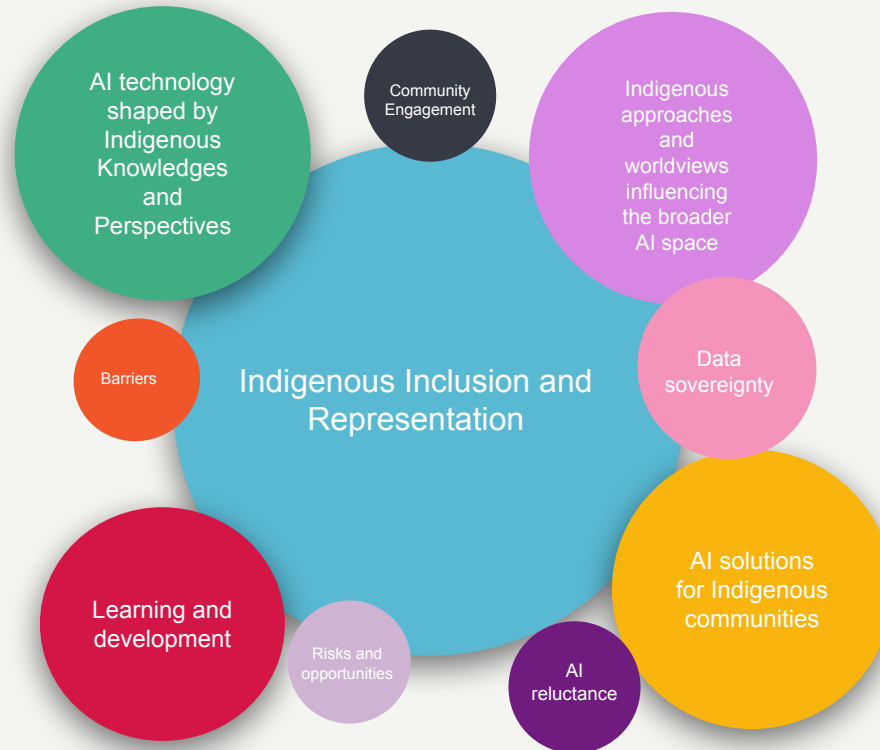 AI technology
shaped by
Indigenous
Knowledges
and
Perspectives
Community
Engagement
Indigenous
approaches
and
worldviews
influencing
the broader
AI space
Barriers
Indigenous Inclusion and
Representation
Data
sovereignty
Learning and
development
Risks and
opportunities
AI
reluctance
AI solutions
for Indigenous
communities